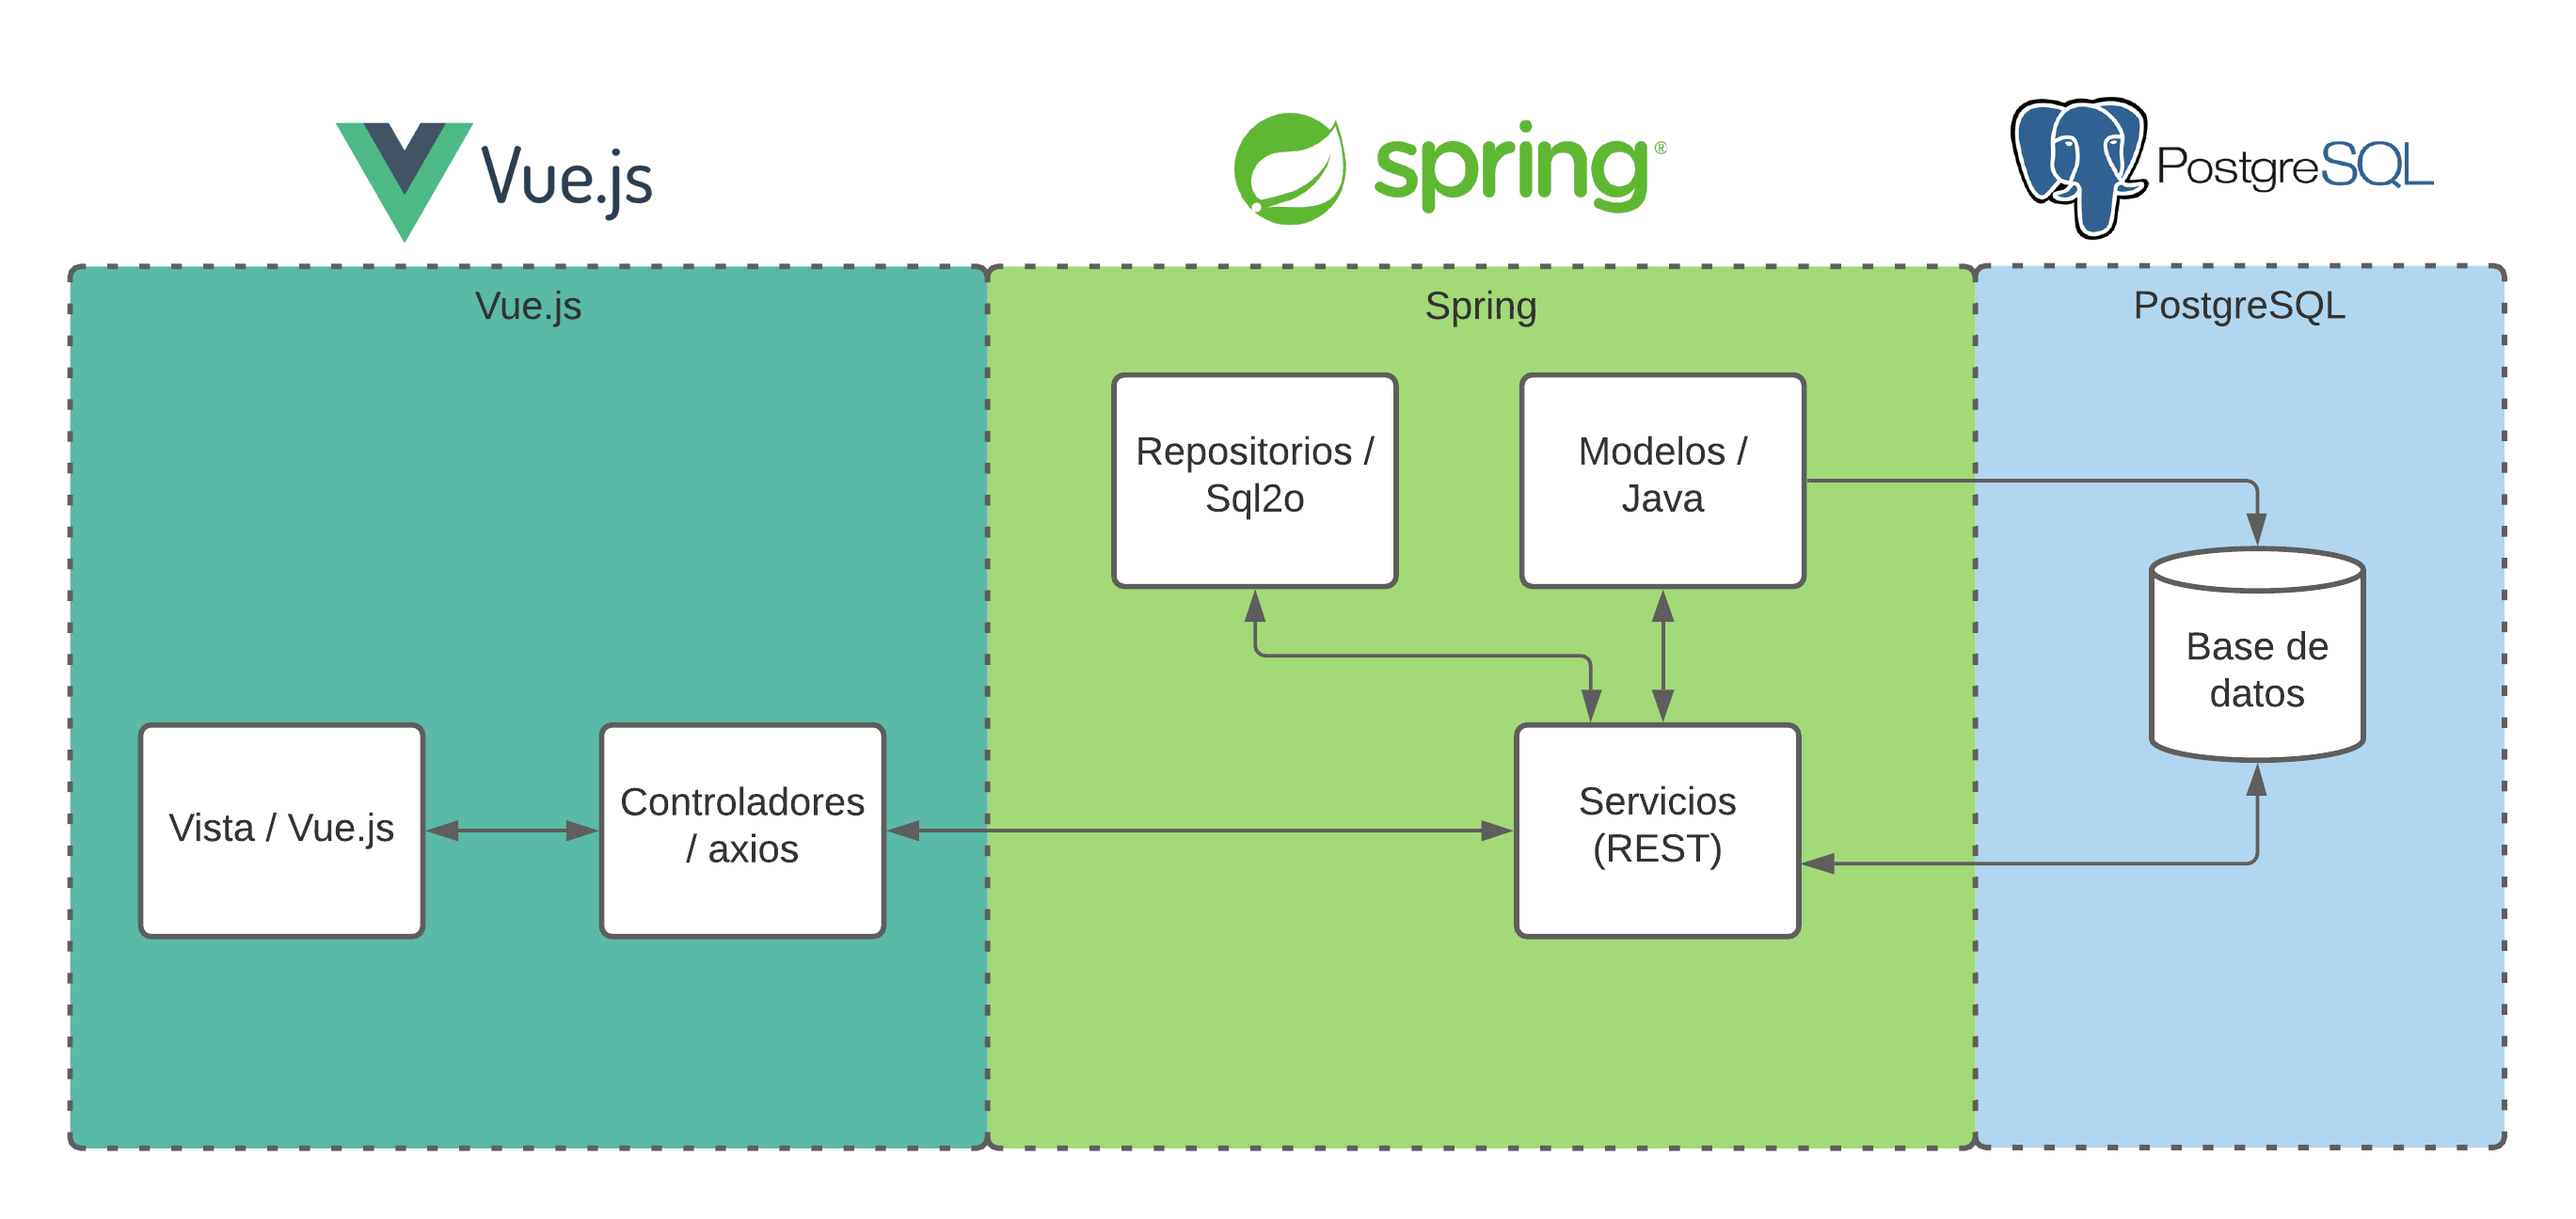 Vue.js
spring®
PostgreSQL
Vue.js
Spring
PostgreSQL
Repositorios /
Sql2o
Modelos /
Java
Base de
datos
Vista / Vue.js
Controladores
/ axios
Servicios
(REST)